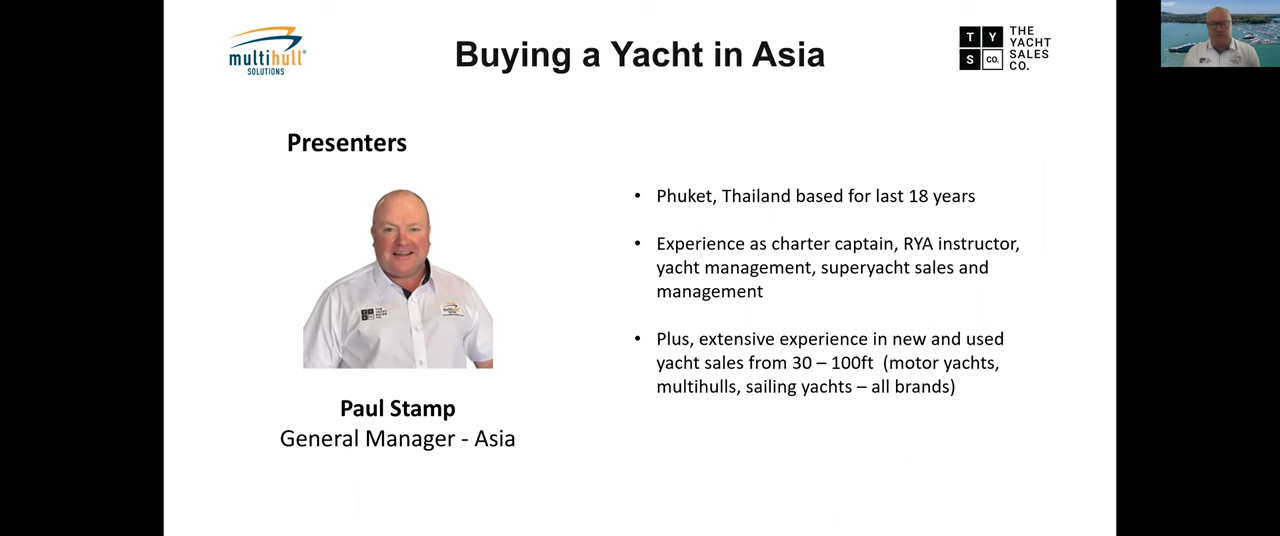 multihull
SOLUTIONS
Buying a Yacht in Asia
T Y
S CO.
THE
YACHT
SALES
CO.
Presenters
• Phuket, Thailand based for last 18 years
• Experience as charter captain, RYA instructor,
yacht management, superyacht sales and
management
• Plus, extensive experience in new and used
yacht sales from 30 – 100ft (motor yachts,
multihulls, sailing yachts – all brands)
Paul Stamp
General Manager - Asia